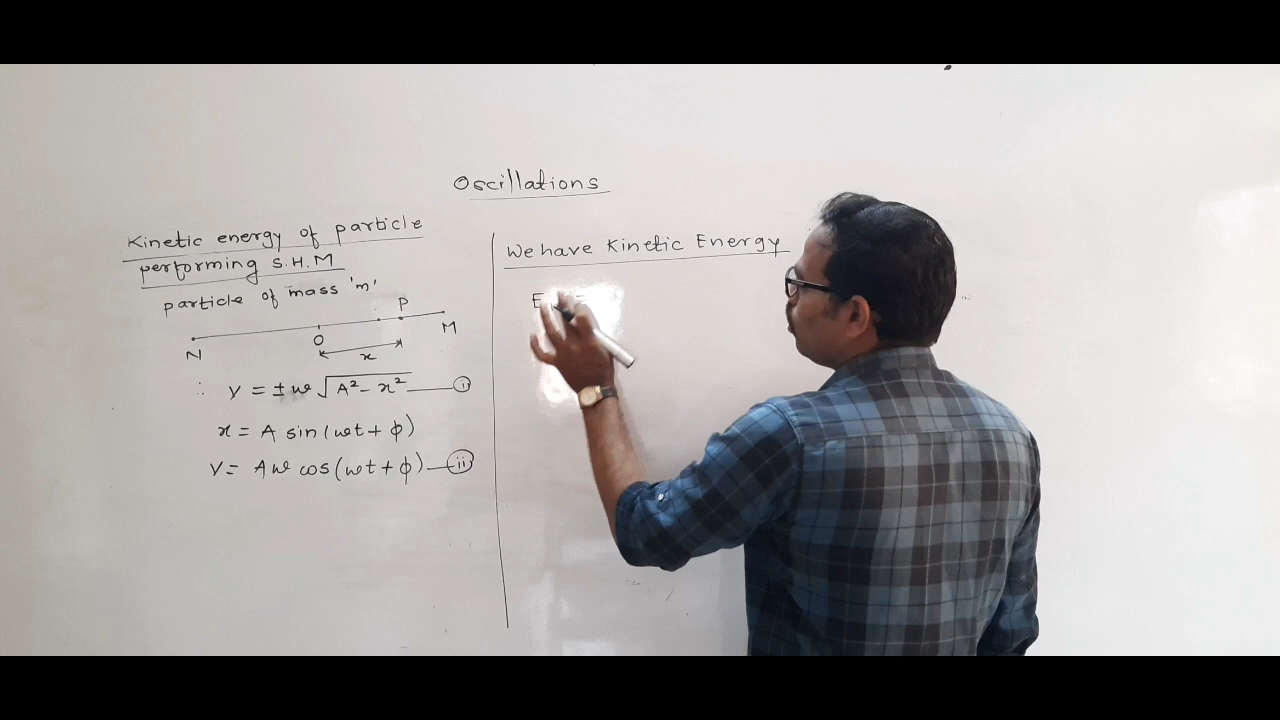 Oscillations
Kinetic energy of particle
performing S.H.M
particle of mass 'm'
P
N O M
x
∴ v = ± ω √A² - x² — (i)
x = A sin (ωt + φ)
v = Aω cos (ωt + φ) — (ii)
We have Kinetic Energy
E =